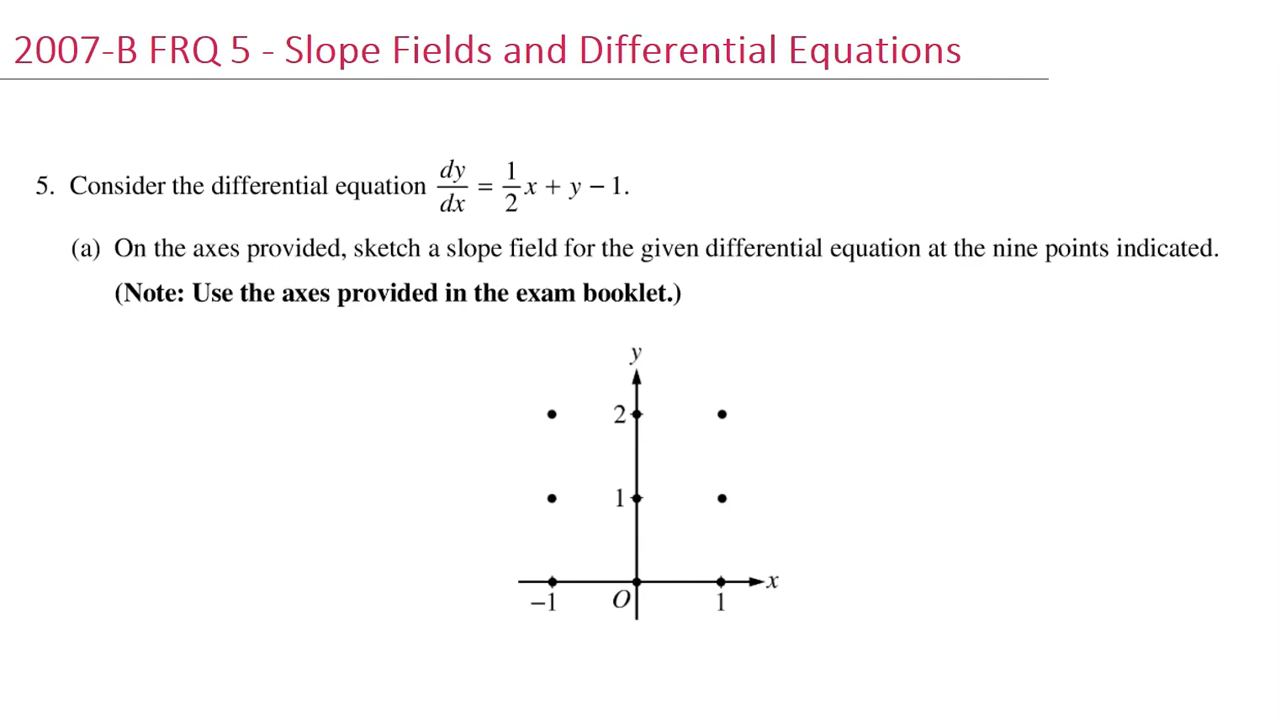 2007-B FRQ 5 - Slope Fields and Differential Equations
5. Consider the differential equation dy/dx = 1/2 x + y − 1.
(a) On the axes provided, sketch a slope field for the given differential equation at the nine points indicated.
(Note: Use the axes provided in the exam booklet.)
y
2
1
x
−1 O 1